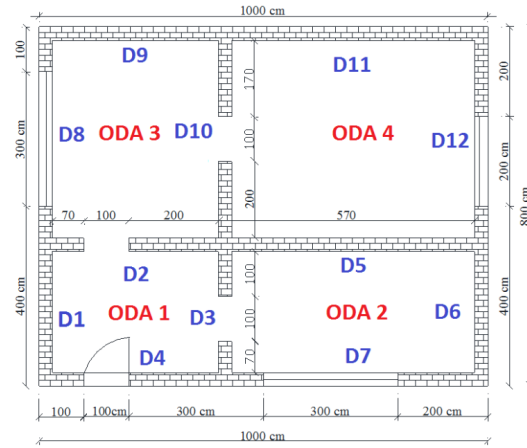 1000 cm
D9
D11
100
170
200
300 cm
D8
ODA 3
D10
100
ODA 4
D12
200 cm
800 cm
200
70
100
200
570
D2
D5
400 cm
100
400 cm
D1
ODA 1
D3
100
ODA 2
D6
D4
70
D7
100
100cm
300 cm
300 cm
200 cm
1000 cm